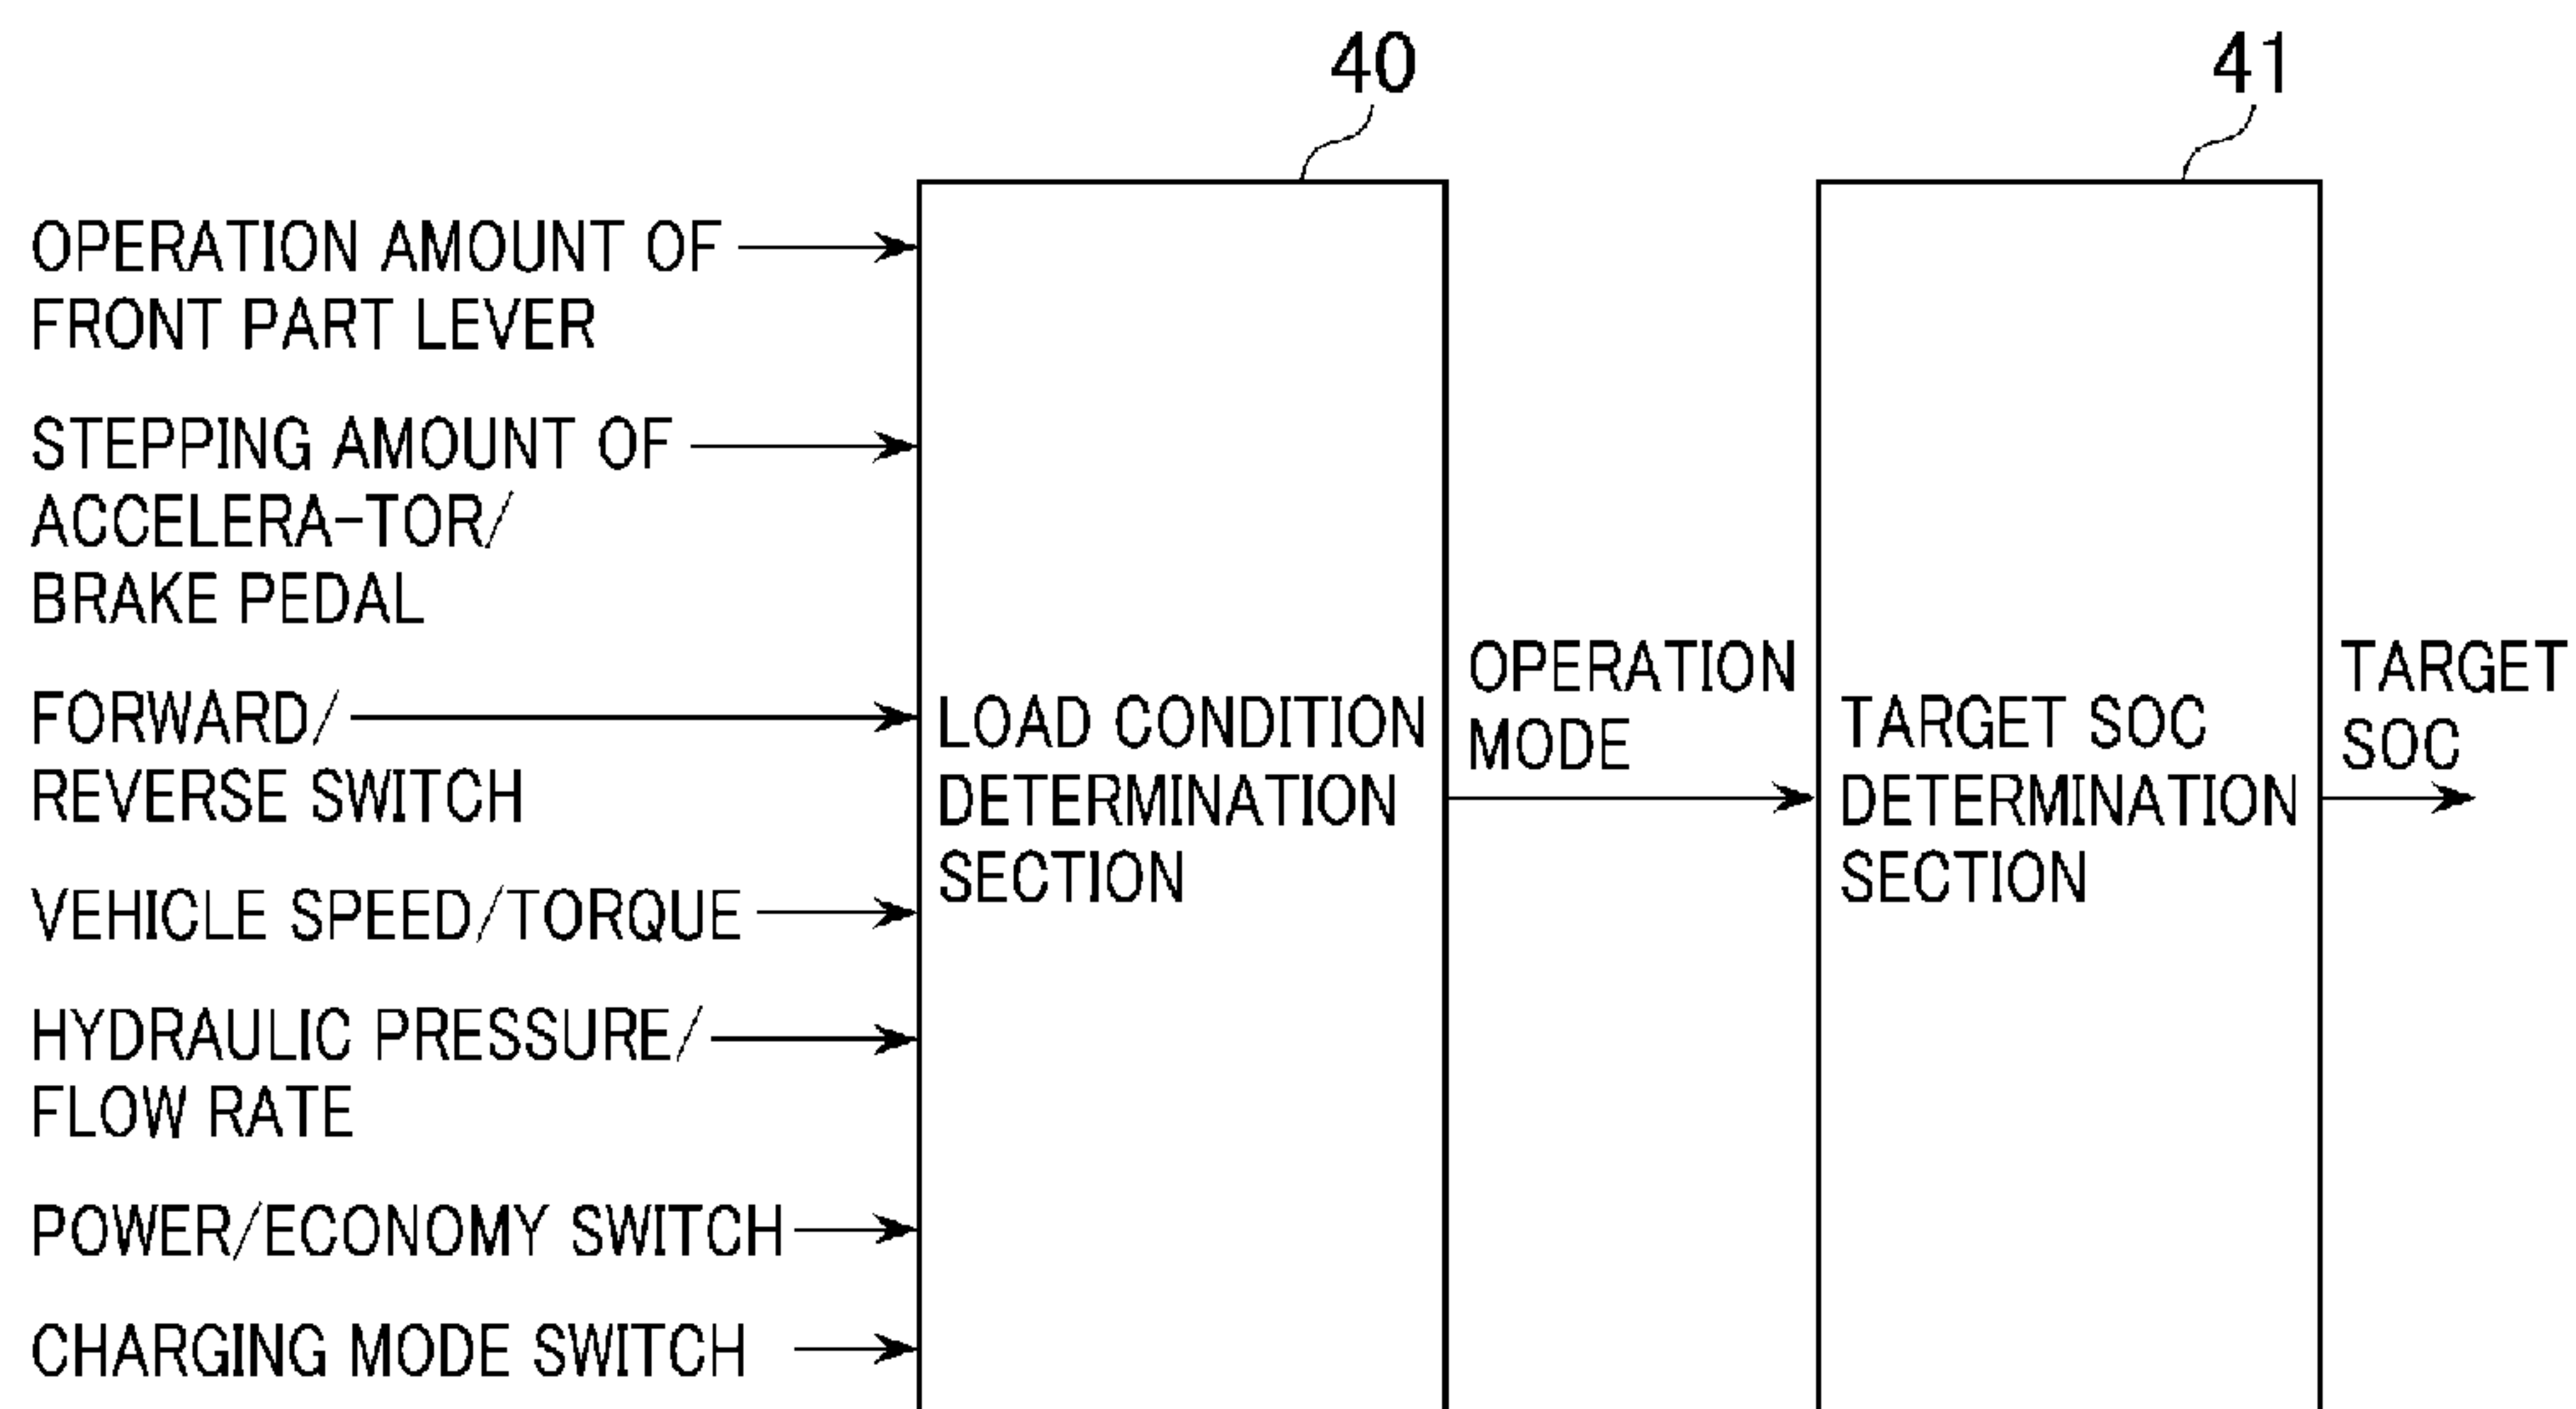 40
41
OPERATION AMOUNT OF
FRONT PART LEVER
STEPPING AMOUNT OF
ACCELERA-TOR/
BRAKE PEDAL
FORWARD/
REVERSE SWITCH
VEHICLE SPEED/TORQUE
HYDRAULIC PRESSURE/
FLOW RATE
POWER/ECONOMY SWITCH
CHARGING MODE SWITCH
LOAD CONDITION
DETERMINATION
SECTION
OPERATION
MODE
TARGET SOC
DETERMINATION
SECTION
TARGET
SOC